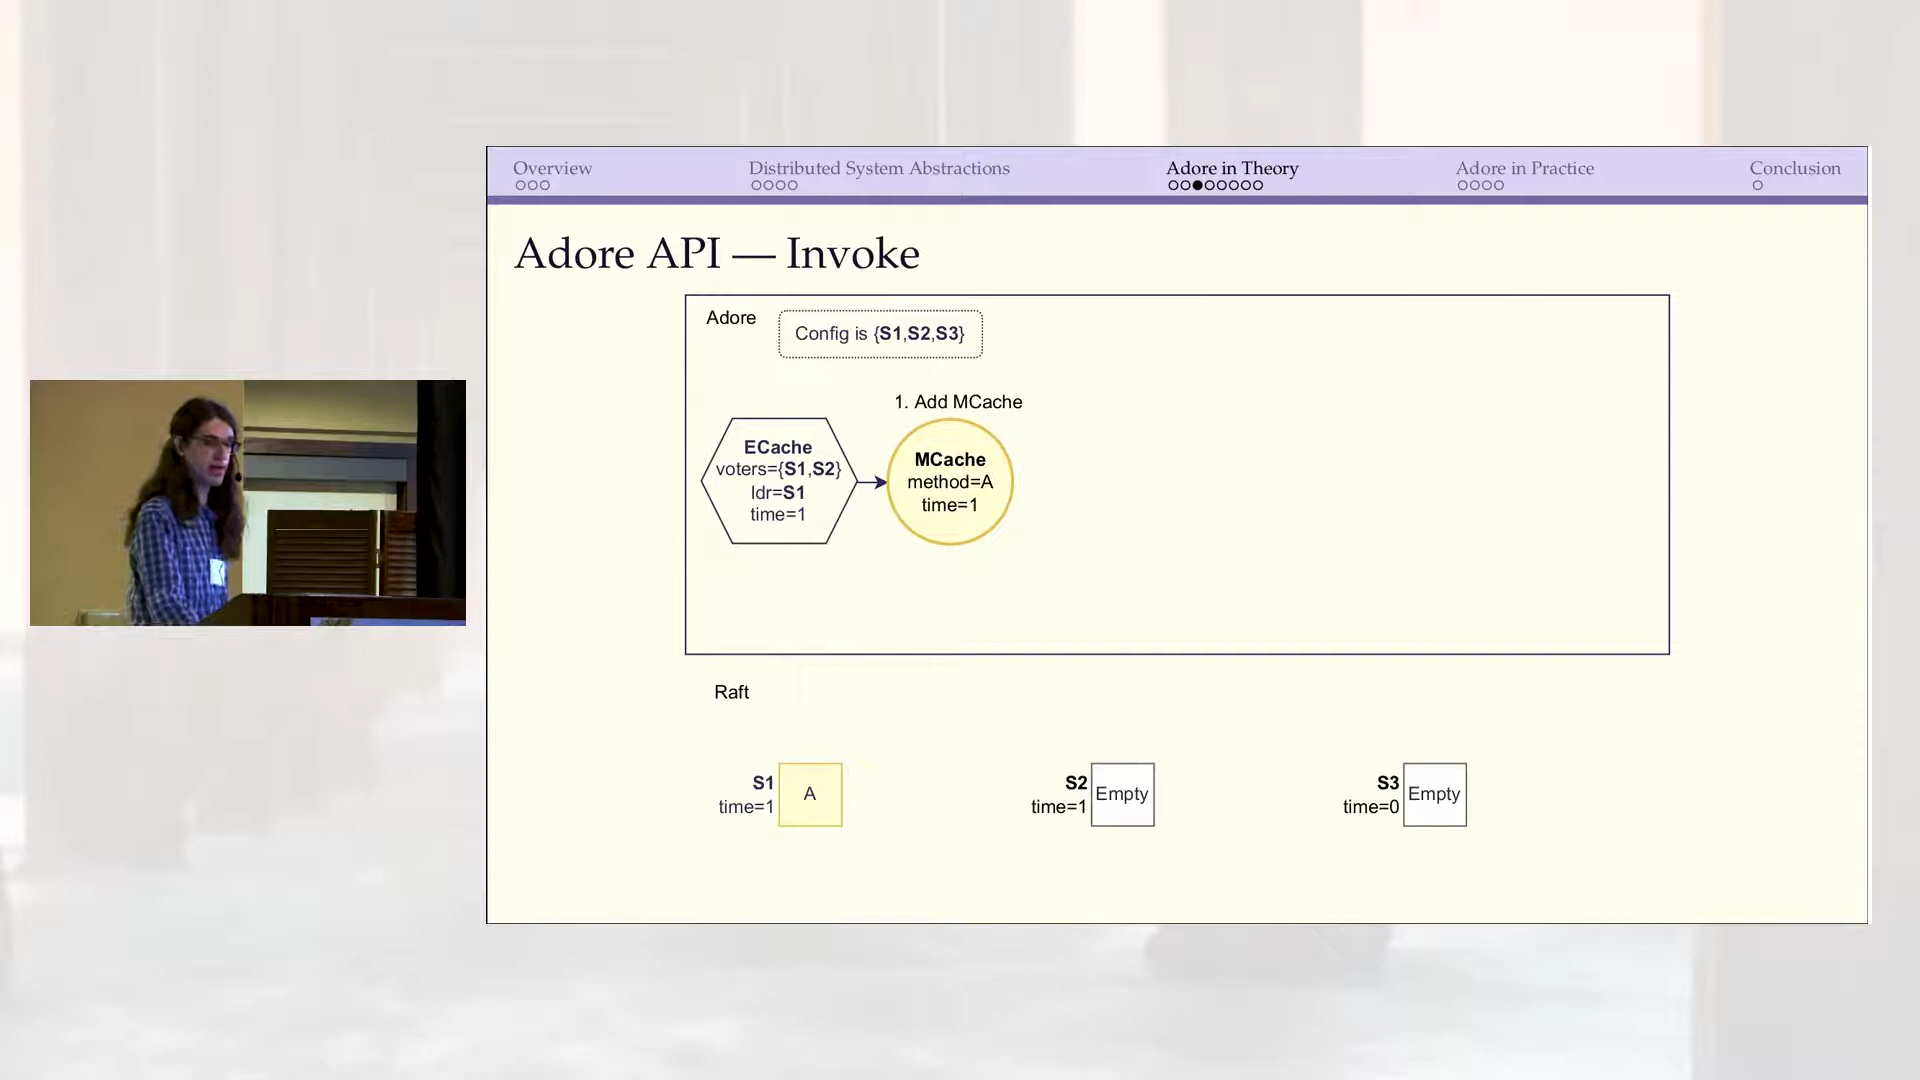 Overview
Distributed System Abstractions
Adore in Theory
Adore in Practice
Conclusion
Adore API — Invoke
Adore
Config is {S1,S2,S3}
1. Add MCache
ECache
voters={S1,S2}
ldr=S1
time=1
MCache
method=A
time=1
Raft
S1
time=1
A
S2
time=1
Empty
S3
time=0
Empty